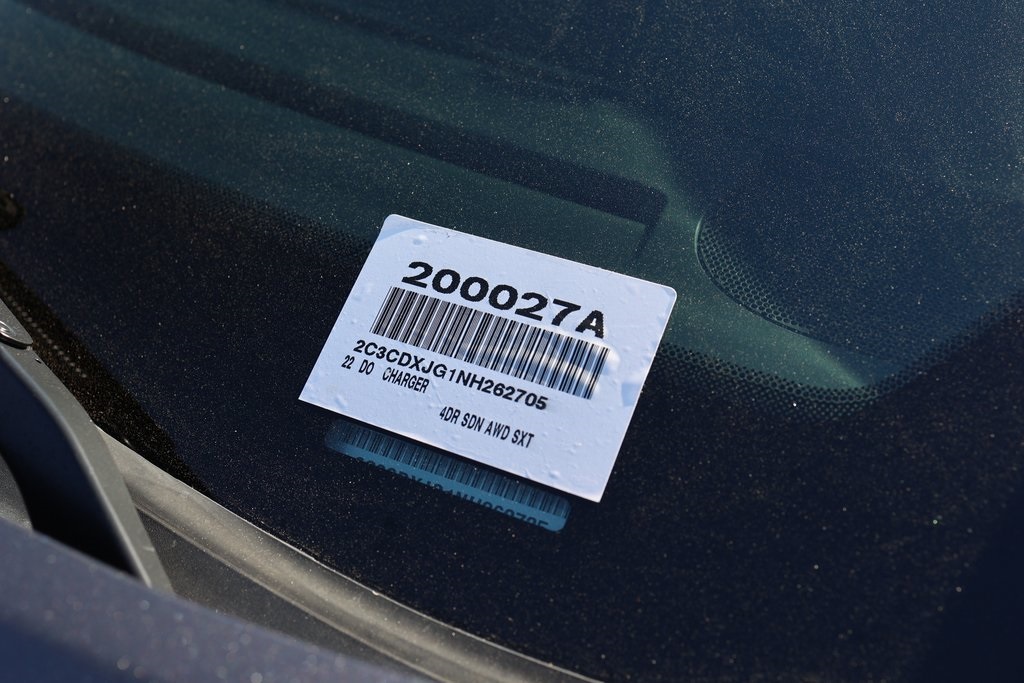 200027A
2C3CDXJG1NH262705
22 DO CHARGER
4DR SDN AWD SXT